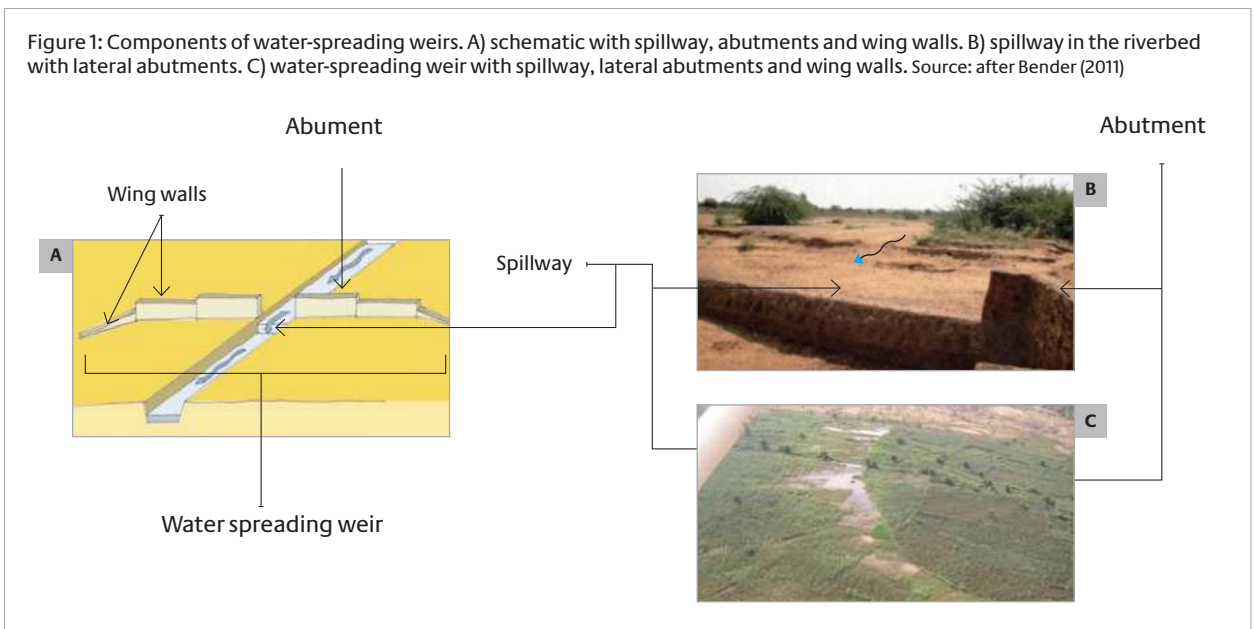 Figure 1: Components of water-spreading weirs. A) schematic with spillway, abutments and wing walls. B) spillway in the riverbed
with lateral abutments. C) water-spreading weir with spillway, lateral abutments and wing walls. Source: after Bender (2011)
Abument
Abutment
Wing walls
B
A
Spillway
C
Water spreading weir